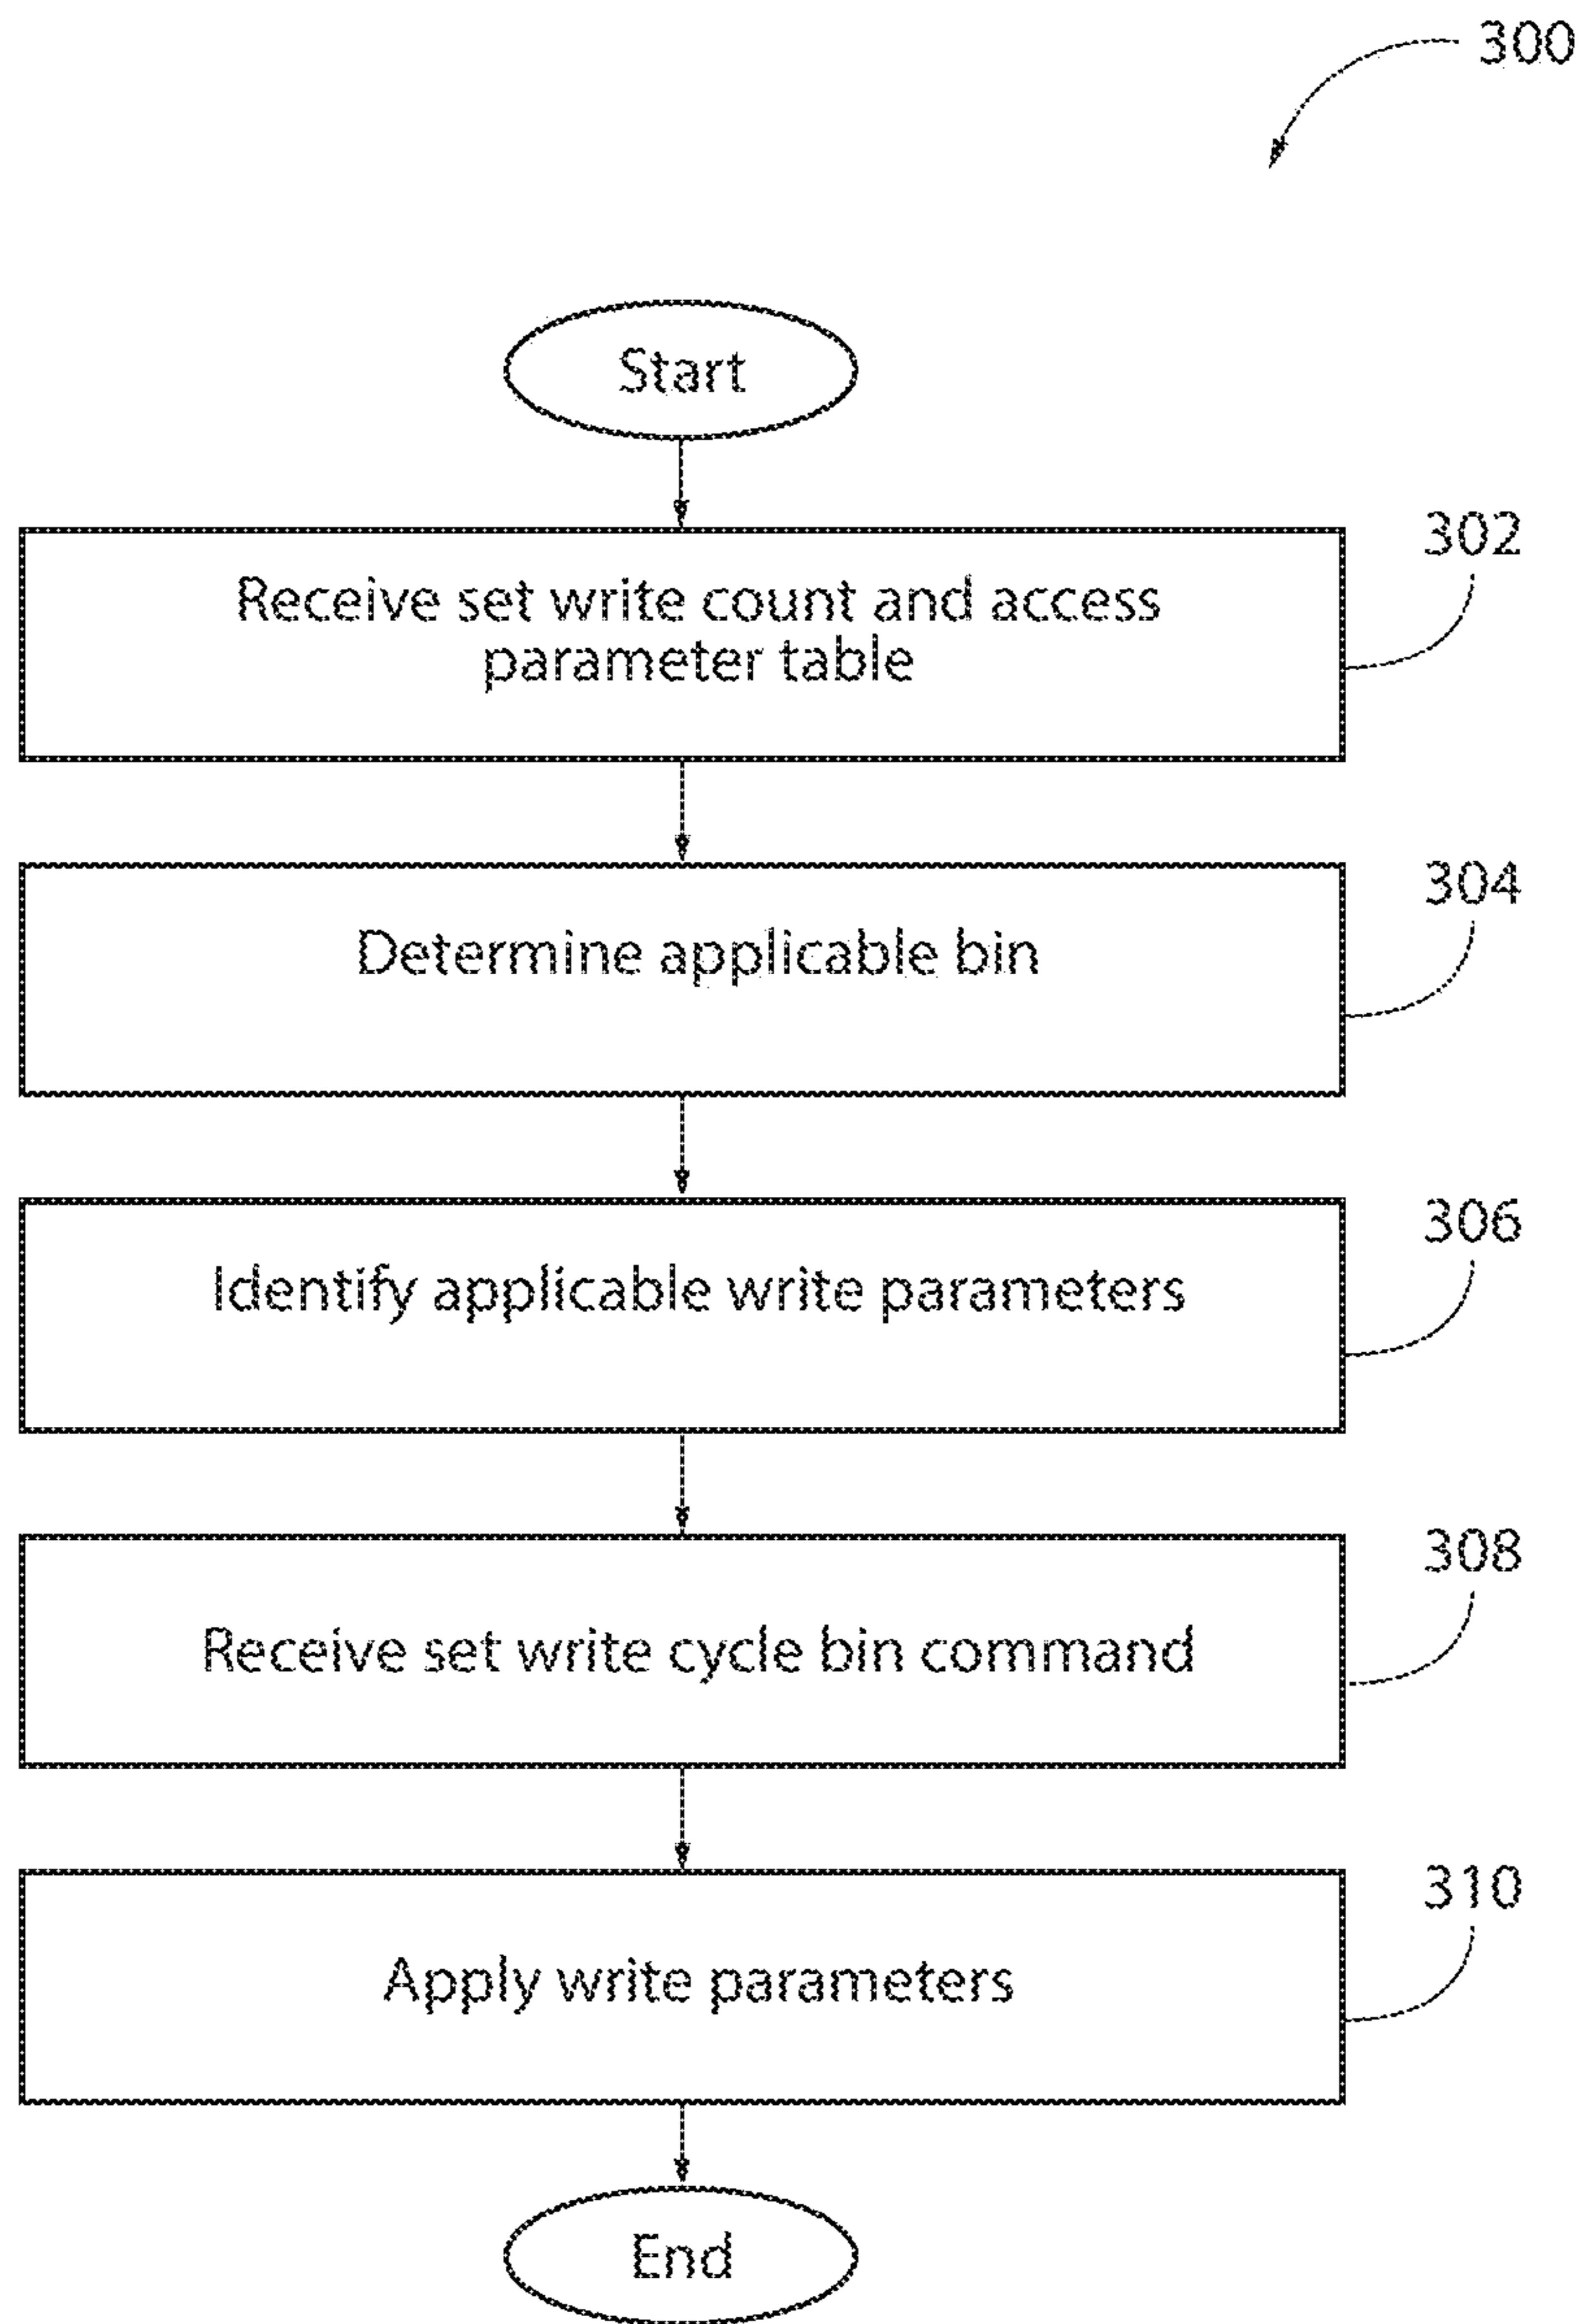 300
Start
302
Receive set write count and access
parameter table
304
Determine applicable bin
306
Identify applicable write parameters
308
Receive set write cycle bin command
310
Apply write parameters
End